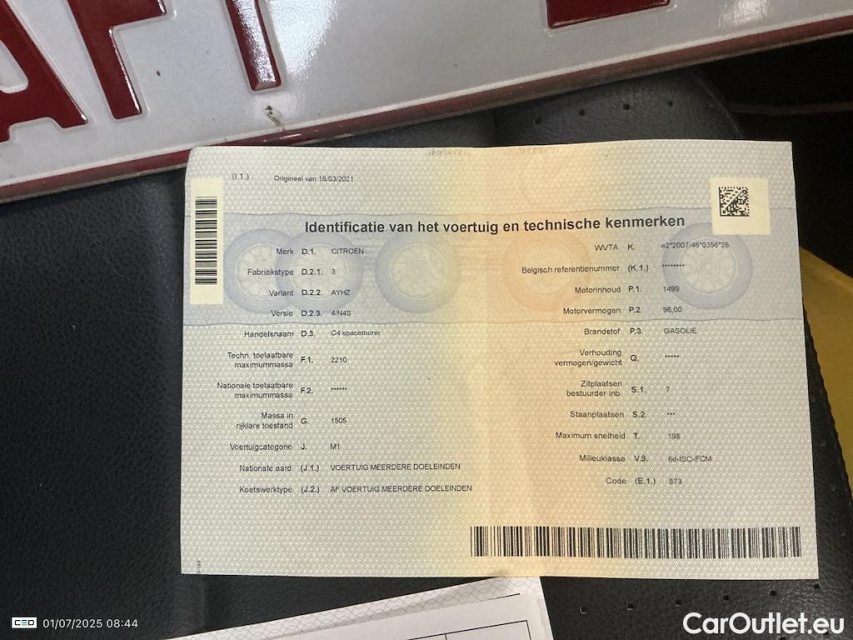 AF
(I.1.) Origineel van 16/03/2021
Identificatie van het voertuig en technische kenmerken
Merk D.1. CITROEN
Fabriekstype D.2.1. 3
Variant D.2.2. AYHZ
Versie D.2.3. 4/N4S
Handelsnaam D.3. C4 spacetourer
Techn. toelaatbare
maximummassa F.1. 2210
Nationale toelaatbare
maximummassa F.2. ******
Massa in
rijklare toestand G. 1505
Voertuigcategorie J. M1
Nationale aard (J.1.) VOERTUIG MEERDERE DOELEINDEN
Koetswerktype (J.2.) AF VOERTUIG MEERDERE DOELEINDEN
WVTA K. e2*2007/46*0356*26
Belgisch referentienummer (K.1.) ********
Motorinhoud P.1. 1499
Motorvermogen P.2. 96,00
Brandstof P.3. GASOLIE
Verhouding
vermogen/gewicht Q. *****
Zitplaatsen
bestuurder inb. S.1. 7
Staanplaatsen S.2. ***
Maximum snelheid T. 198
Milieuklasse V.9. 6d-ISC-FCM
Code (E.1.) 873
01/07/2025 08:44
CarOutlet.eu